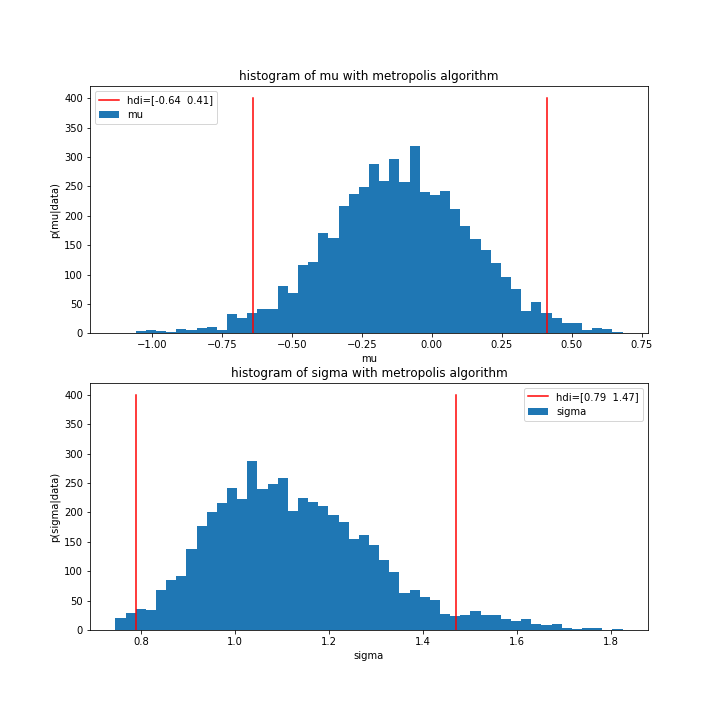 histogram of mu with metropolis algorithm
hdi=[-0.64  0.41]
mu
400
350
300
250
200
150
100
50
0
p(mu|data)
−1.00 −0.75 −0.50 −0.25 0.00 0.25 0.50 0.75
mu
histogram of sigma with metropolis algorithm
hdi=[0.79  1.47]
sigma
400
350
300
250
200
150
100
50
0
p(sigma|data)
0.8 1.0 1.2 1.4 1.6 1.8
sigma